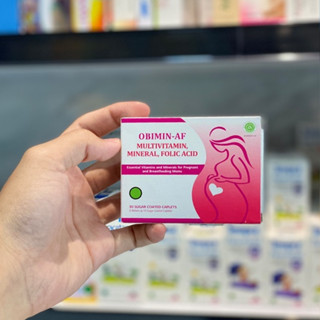 OBIMIN-AF
MULTIVITAMIN,
MINERAL, FOLIC ACID
Essential Vitamins and Minerals for Pregnant
and Breastfeeding Moms
30 SUGAR COATED CAPLETS